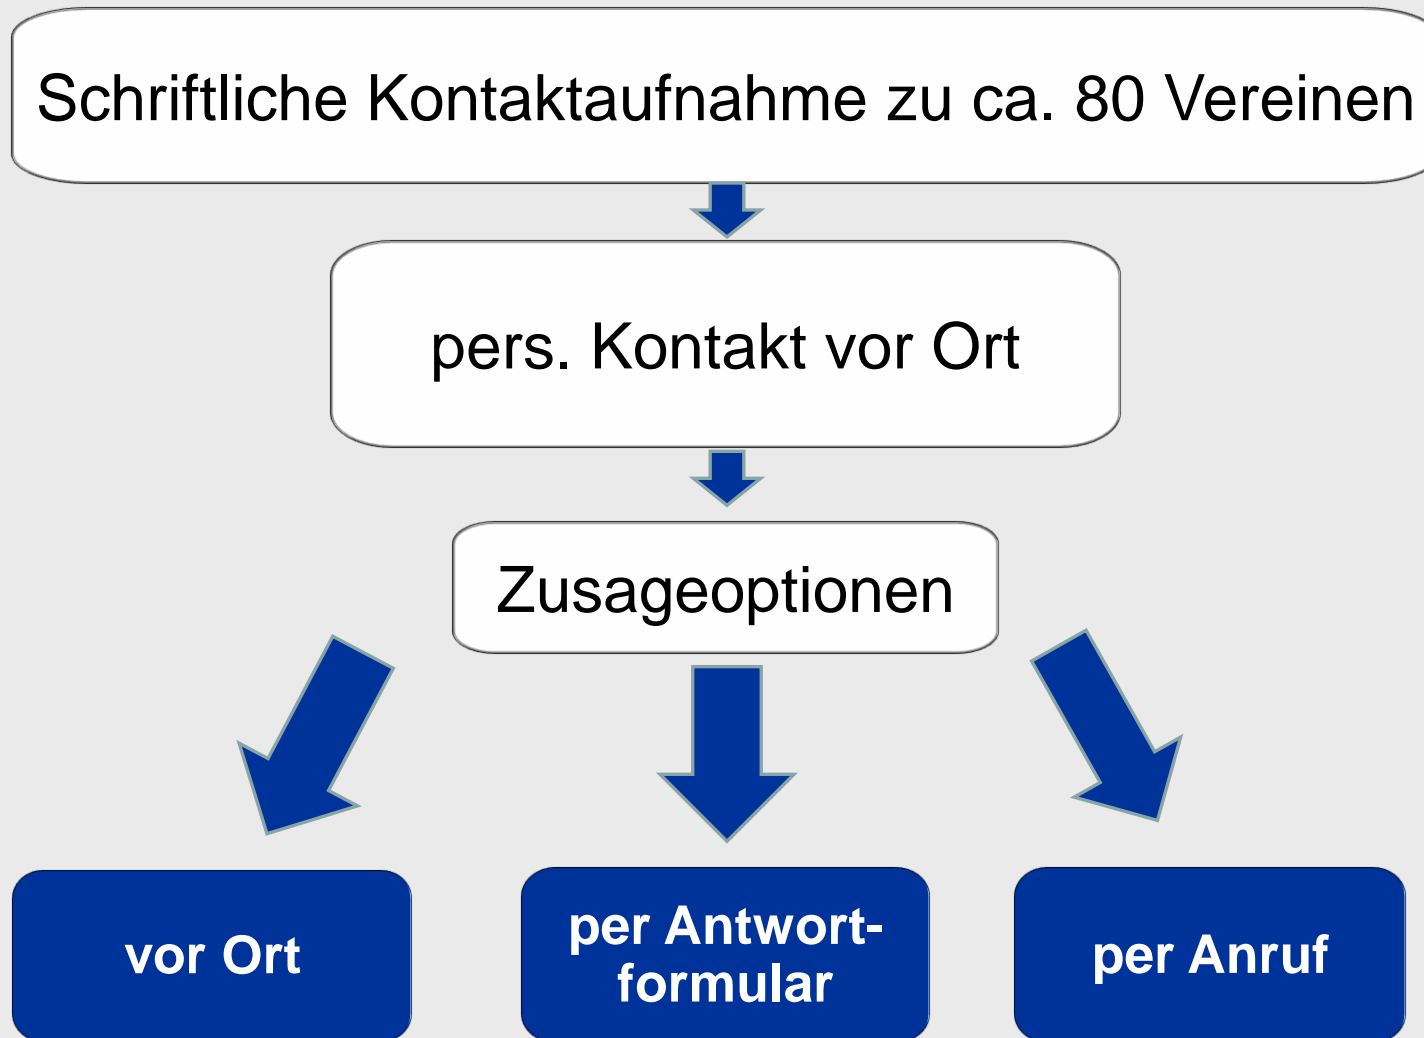 Schriftliche Kontaktaufnahme zu ca. 80 Vereinen
pers. Kontakt vor Ort
Zusageoptionen
vor Ort
per Antwort-
formular
per Anruf